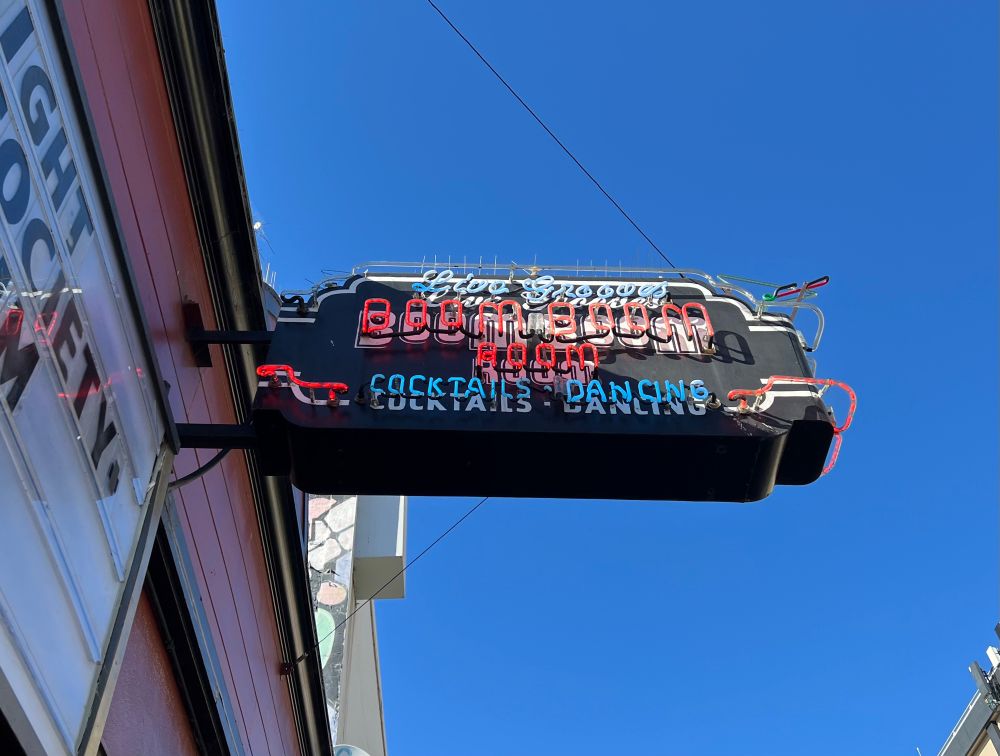 Live Grooves
BOOM BOOM
ROOM
COCKTAILS · DANCING